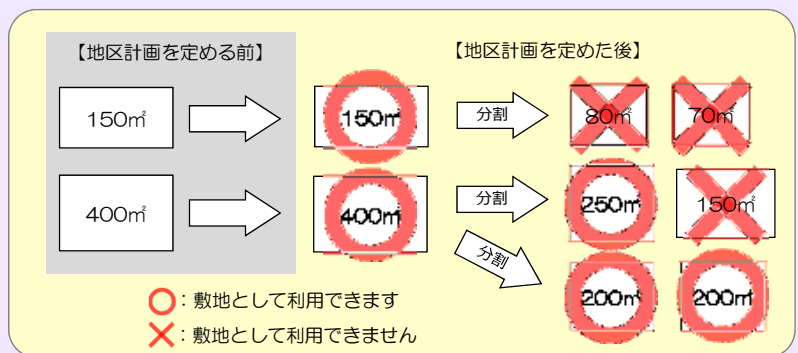 【地区計画を定める前】
【地区計画を定めた後】
150㎡
150㎡
分割
80㎡
70㎡
400㎡
400㎡
分割
250㎡
150㎡
分割
200㎡
200㎡
○：敷地として利用できます
×：敷地として利用できません